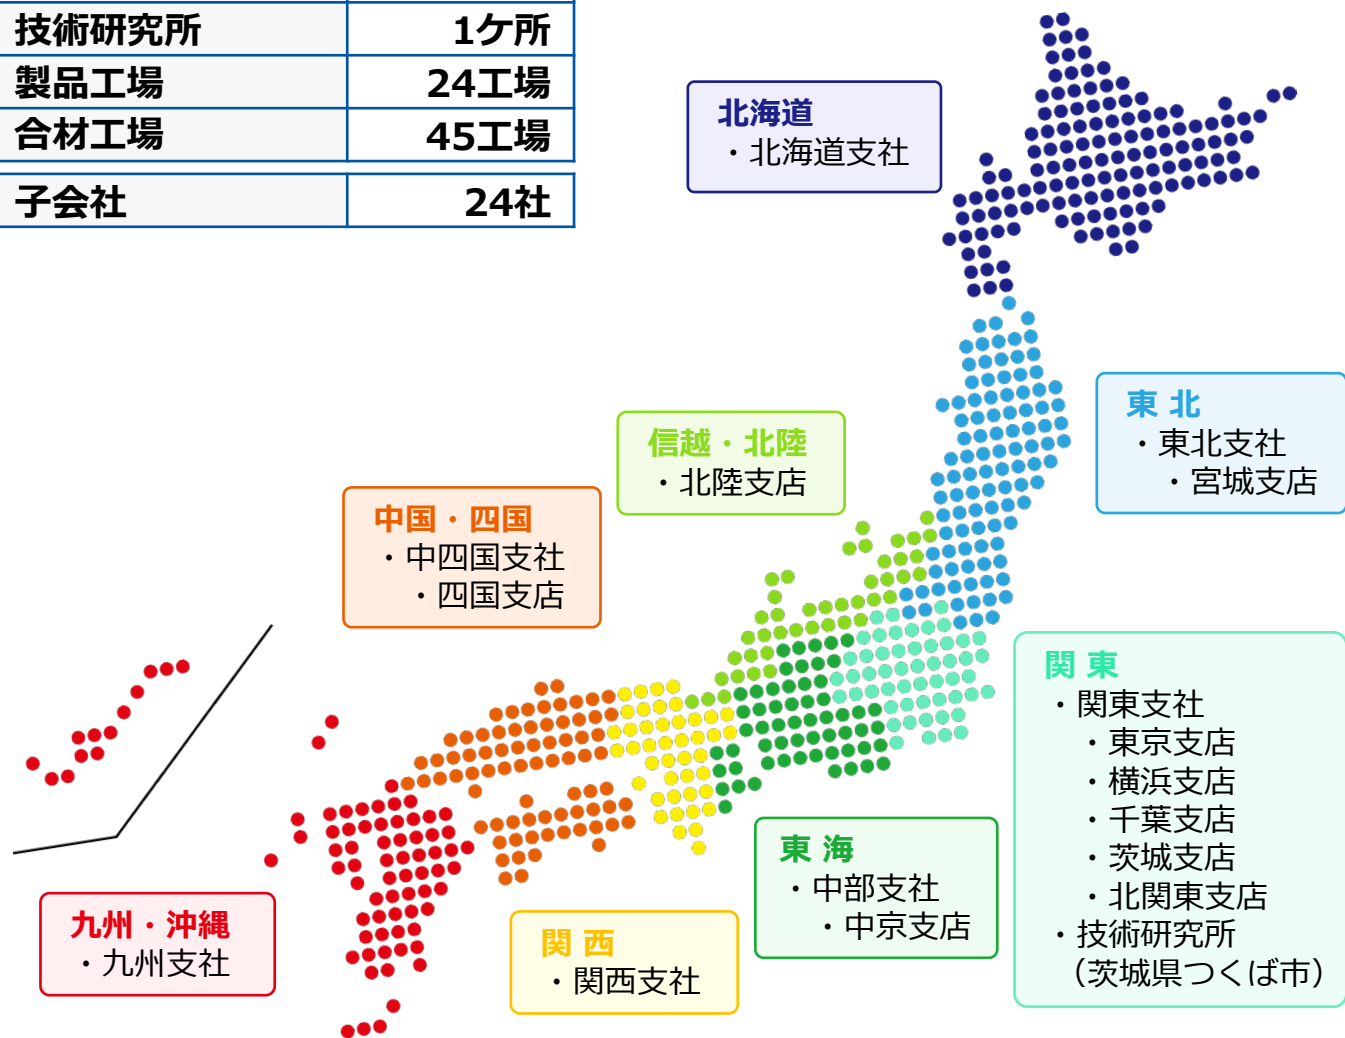 技術研究所 1ケ所
製品工場 24工場
合材工場 45工場
子会社 24社
北海道
・北海道支社
東 北
・東北支社
・宮城支店
信越・北陸
・北陸支店
中国・四国
・中四国支社
・四国支店
関 東
・関東支社
・東京支店
・横浜支店
・千葉支店
・茨城支店
・北関東支店
・技術研究所
（茨城県つくば市）
東 海
・中部支社
・中京支店
関 西
・関西支社
九州・沖縄
・九州支社